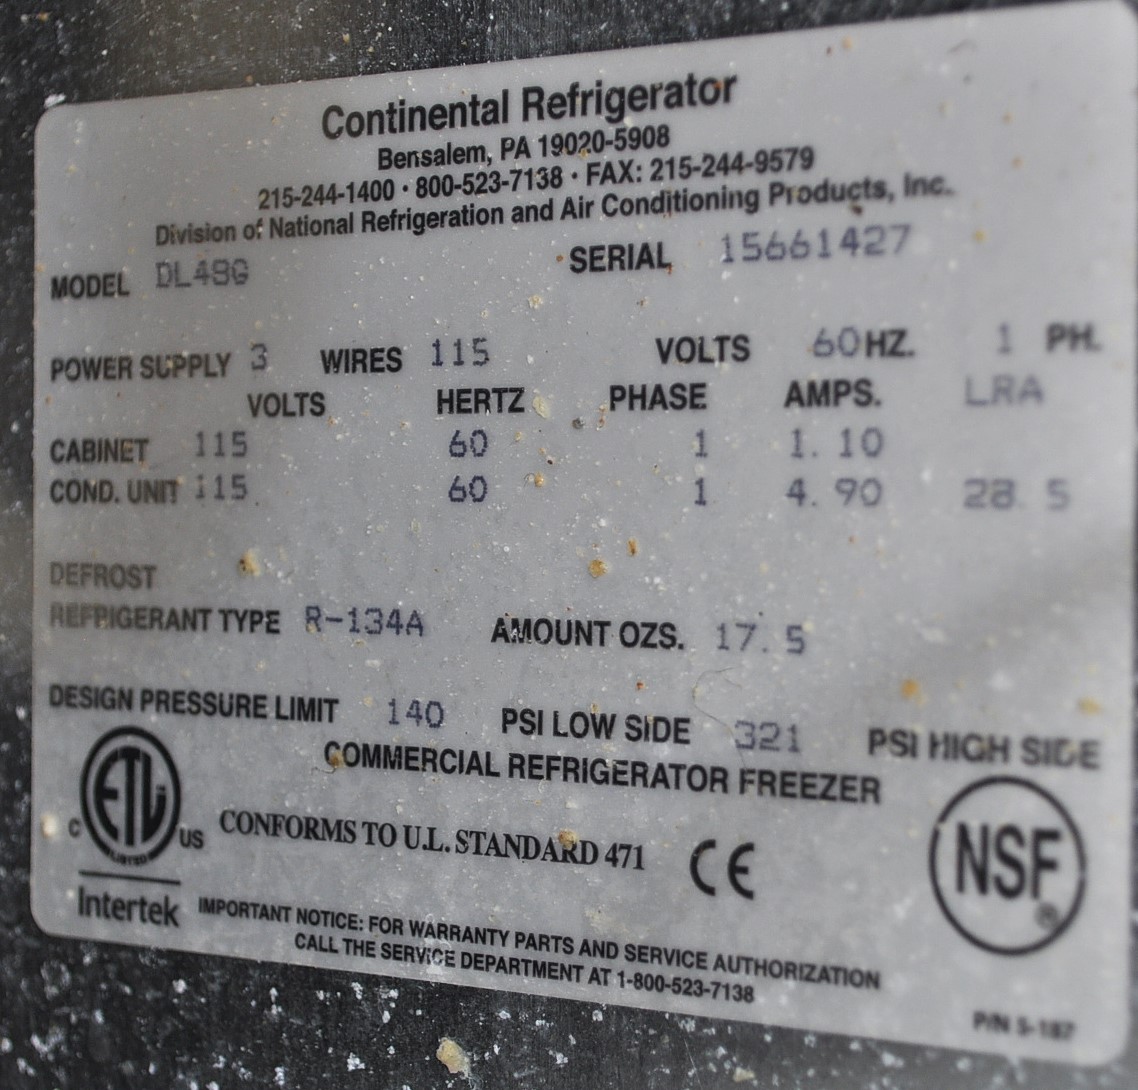 Continental Refrigerator
Bensalem, PA 19020-5908
215-244-1400 · 800-523-7138 · FAX: 215-244-9579
Division of National Refrigeration and Air Conditioning Products, Inc.
MODEL DL48G SERIAL 15661427
POWER SUPPLY 3 WIRES 115 VOLTS 60 HZ. 1 PH.
VOLTS HERTZ PHASE AMPS. LRA
CABINET 115 60 1 1.10
COND. UNIT 115 60 1 4.90 28.5
DEFROST
REFRIGERANT TYPE R-134A AMOUNT OZS. 17.5
DESIGN PRESSURE LIMIT 140 PSI LOW SIDE 321 PSI HIGH SIDE
COMMERCIAL REFRIGERATOR FREEZER
C ETL US
LISTED
CONFORMS TO U.L. STANDARD 471 CE NSF®
Intertek
IMPORTANT NOTICE: FOR WARRANTY PARTS AND SERVICE AUTHORIZATION
CALL THE SERVICE DEPARTMENT AT 1-800-523-7138
P/N 5-187